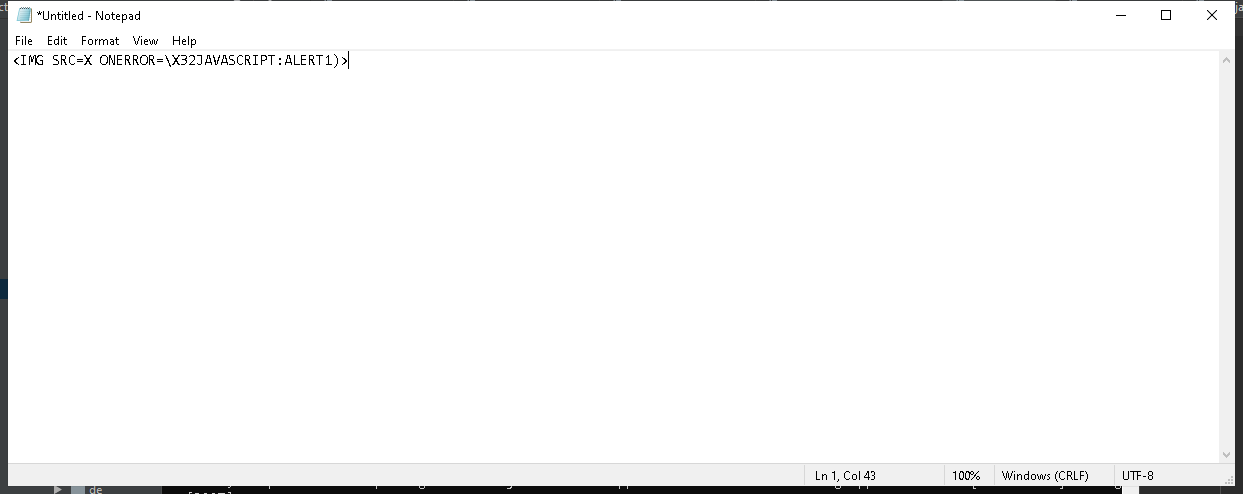 *Untitled - Notepad
File Edit Format View Help
<IMG SRC=X ONERROR=\X32JAVASCRIPT:ALERT1)>
Ln 1, Col 43 100% Windows (CRLF) UTF-8
de